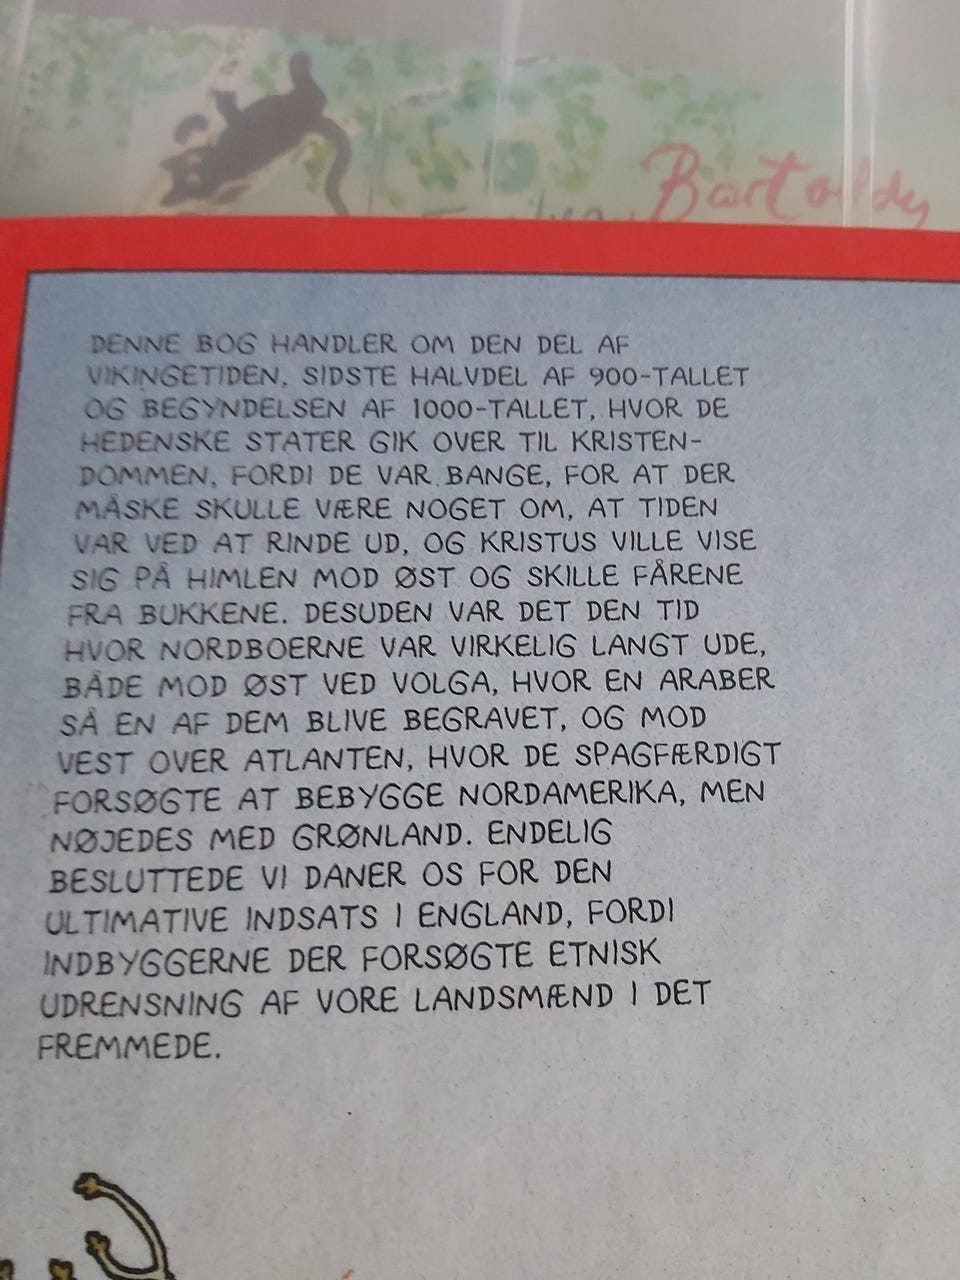 Bartoldy
DENNE BOG HANDLER OM DEN DEL AF
VIKINGETIDEN, SIDSTE HALVDEL AF 900-TALLET
OG BEGYNDELSEN AF 1000-TALLET, HVOR DE
HEDENSKE STATER GIK OVER TIL KRISTEN-
DOMMEN, FORDI DE VAR BANGE, FOR AT DER
MÅSKE SKULLE VÆRE NOGET OM, AT TIDEN
VAR VED AT RINDE UD, OG KRISTUS VILLE VISE
SIG PÅ HIMLEN MOD ØST OG SKILLE FÅRENE
FRA BUKKENE. DESUDEN VAR DET DEN TID
HVOR NORDBOERNE VAR VIRKELIG LANGT UDE,
BÅDE MOD ØST VED VOLGA, HVOR EN ARABER
SÅ EN AF DEM BLIVE BEGRAVET, OG MOD
VEST OVER ATLANTEN, HVOR DE SPAGFÆRDIGT
FORSØGTE AT BEBYGGE NORDAMERIKA, MEN
NØJEDES MED GRØNLAND. ENDELIG
BESLUTTEDE VI DANER OS FOR DEN
ULTIMATIVE INDSATS I ENGLAND, FORDI
INDBYGGERNE DER FORSØGTE ETNISK
UDRENSNING AF VORE LANDSMÆND I DET
FREMMEDE.